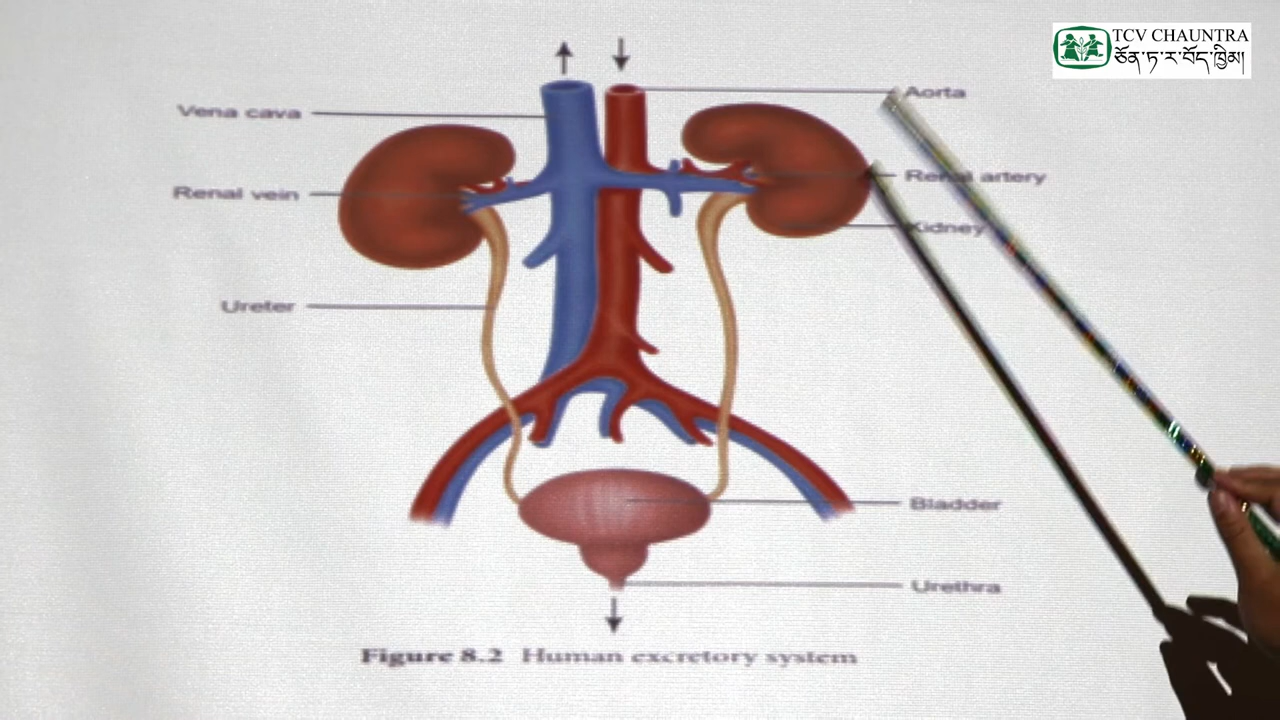 TCV CHAUNTRA
ཅོན་ཏ་ར་བོད་ཁྱིམ།
Aorta
Vena cava
Renal artery
Renal vein
Kidney
Ureter
Bladder
Urethra
Figure 8.2 Human excretory system